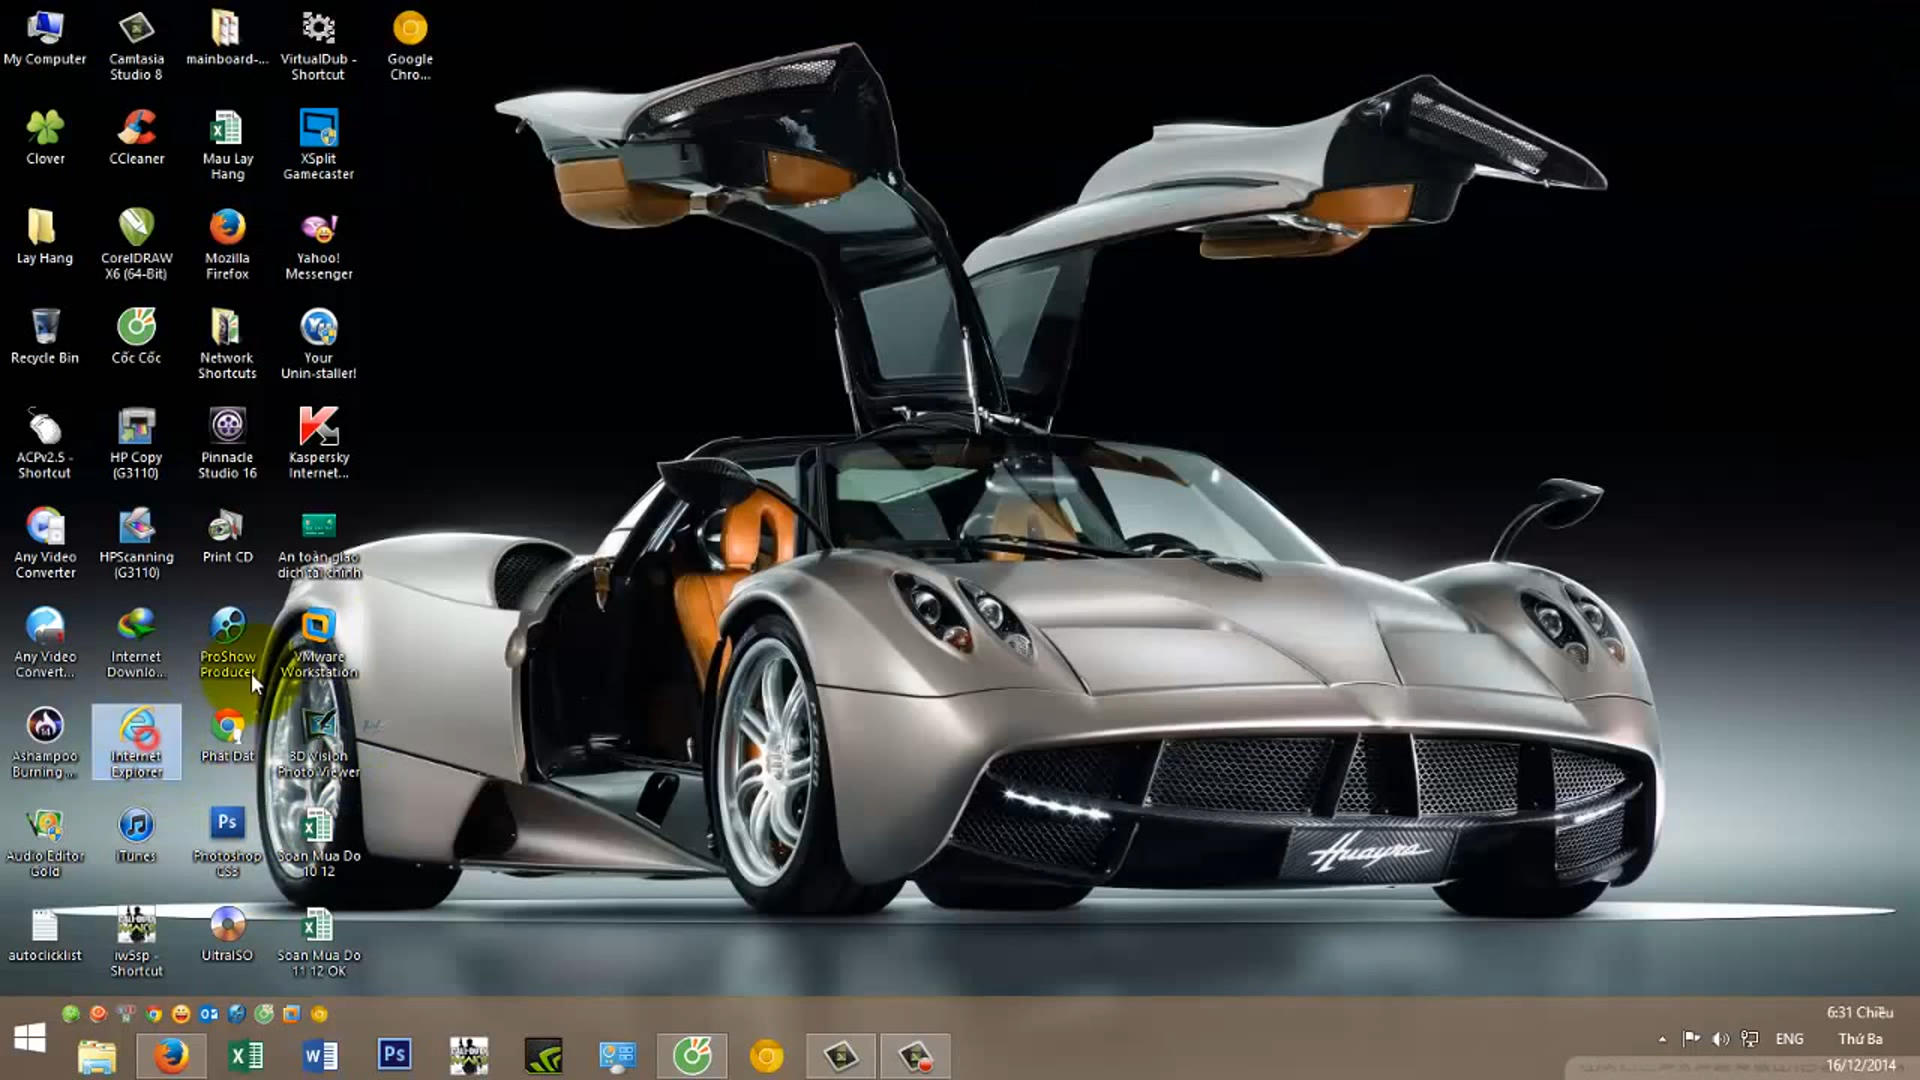 My Computer
Camtasia
Studio 8
mainboard-...
VirtualDub -
Shortcut
Google
Chro...
Clover
CCleaner
Mau Lay
Hang
XSplit
Gamecaster
Lay Hang
CorelDRAW
X6 (64-Bit)
Mozilla
Firefox
Yahoo!
Messenger
Recycle Bin
Cốc Cốc
Network
Shortcuts
Your
Unin-staller!
ACPv2.5 -
Shortcut
HP Copy
(G3110)
Pinnacle
Studio 16
Kaspersky
Internet...
Any Video
Converter
HPScanning
(G3110)
Print CD
An toàn giao
dịch tài chính
Any Video
Convert...
Internet
Downlo...
ProShow
Producer
VMware
Workstation
Ashampoo
Burning ...
Internet
Explorer
Phat Dat
3D Vision
Photo Viewer
Audio Editor
Gold
iTunes
Ps
Photoshop
CS3
Soan Mua Do
10 12
autoclicklist
iw5sp -
Shortcut
UltraISO
Soan Mua Do
11 12 OK
Huayra
6:31 Chiều
ENG
Thứ Ba
16/12/2014
Ps